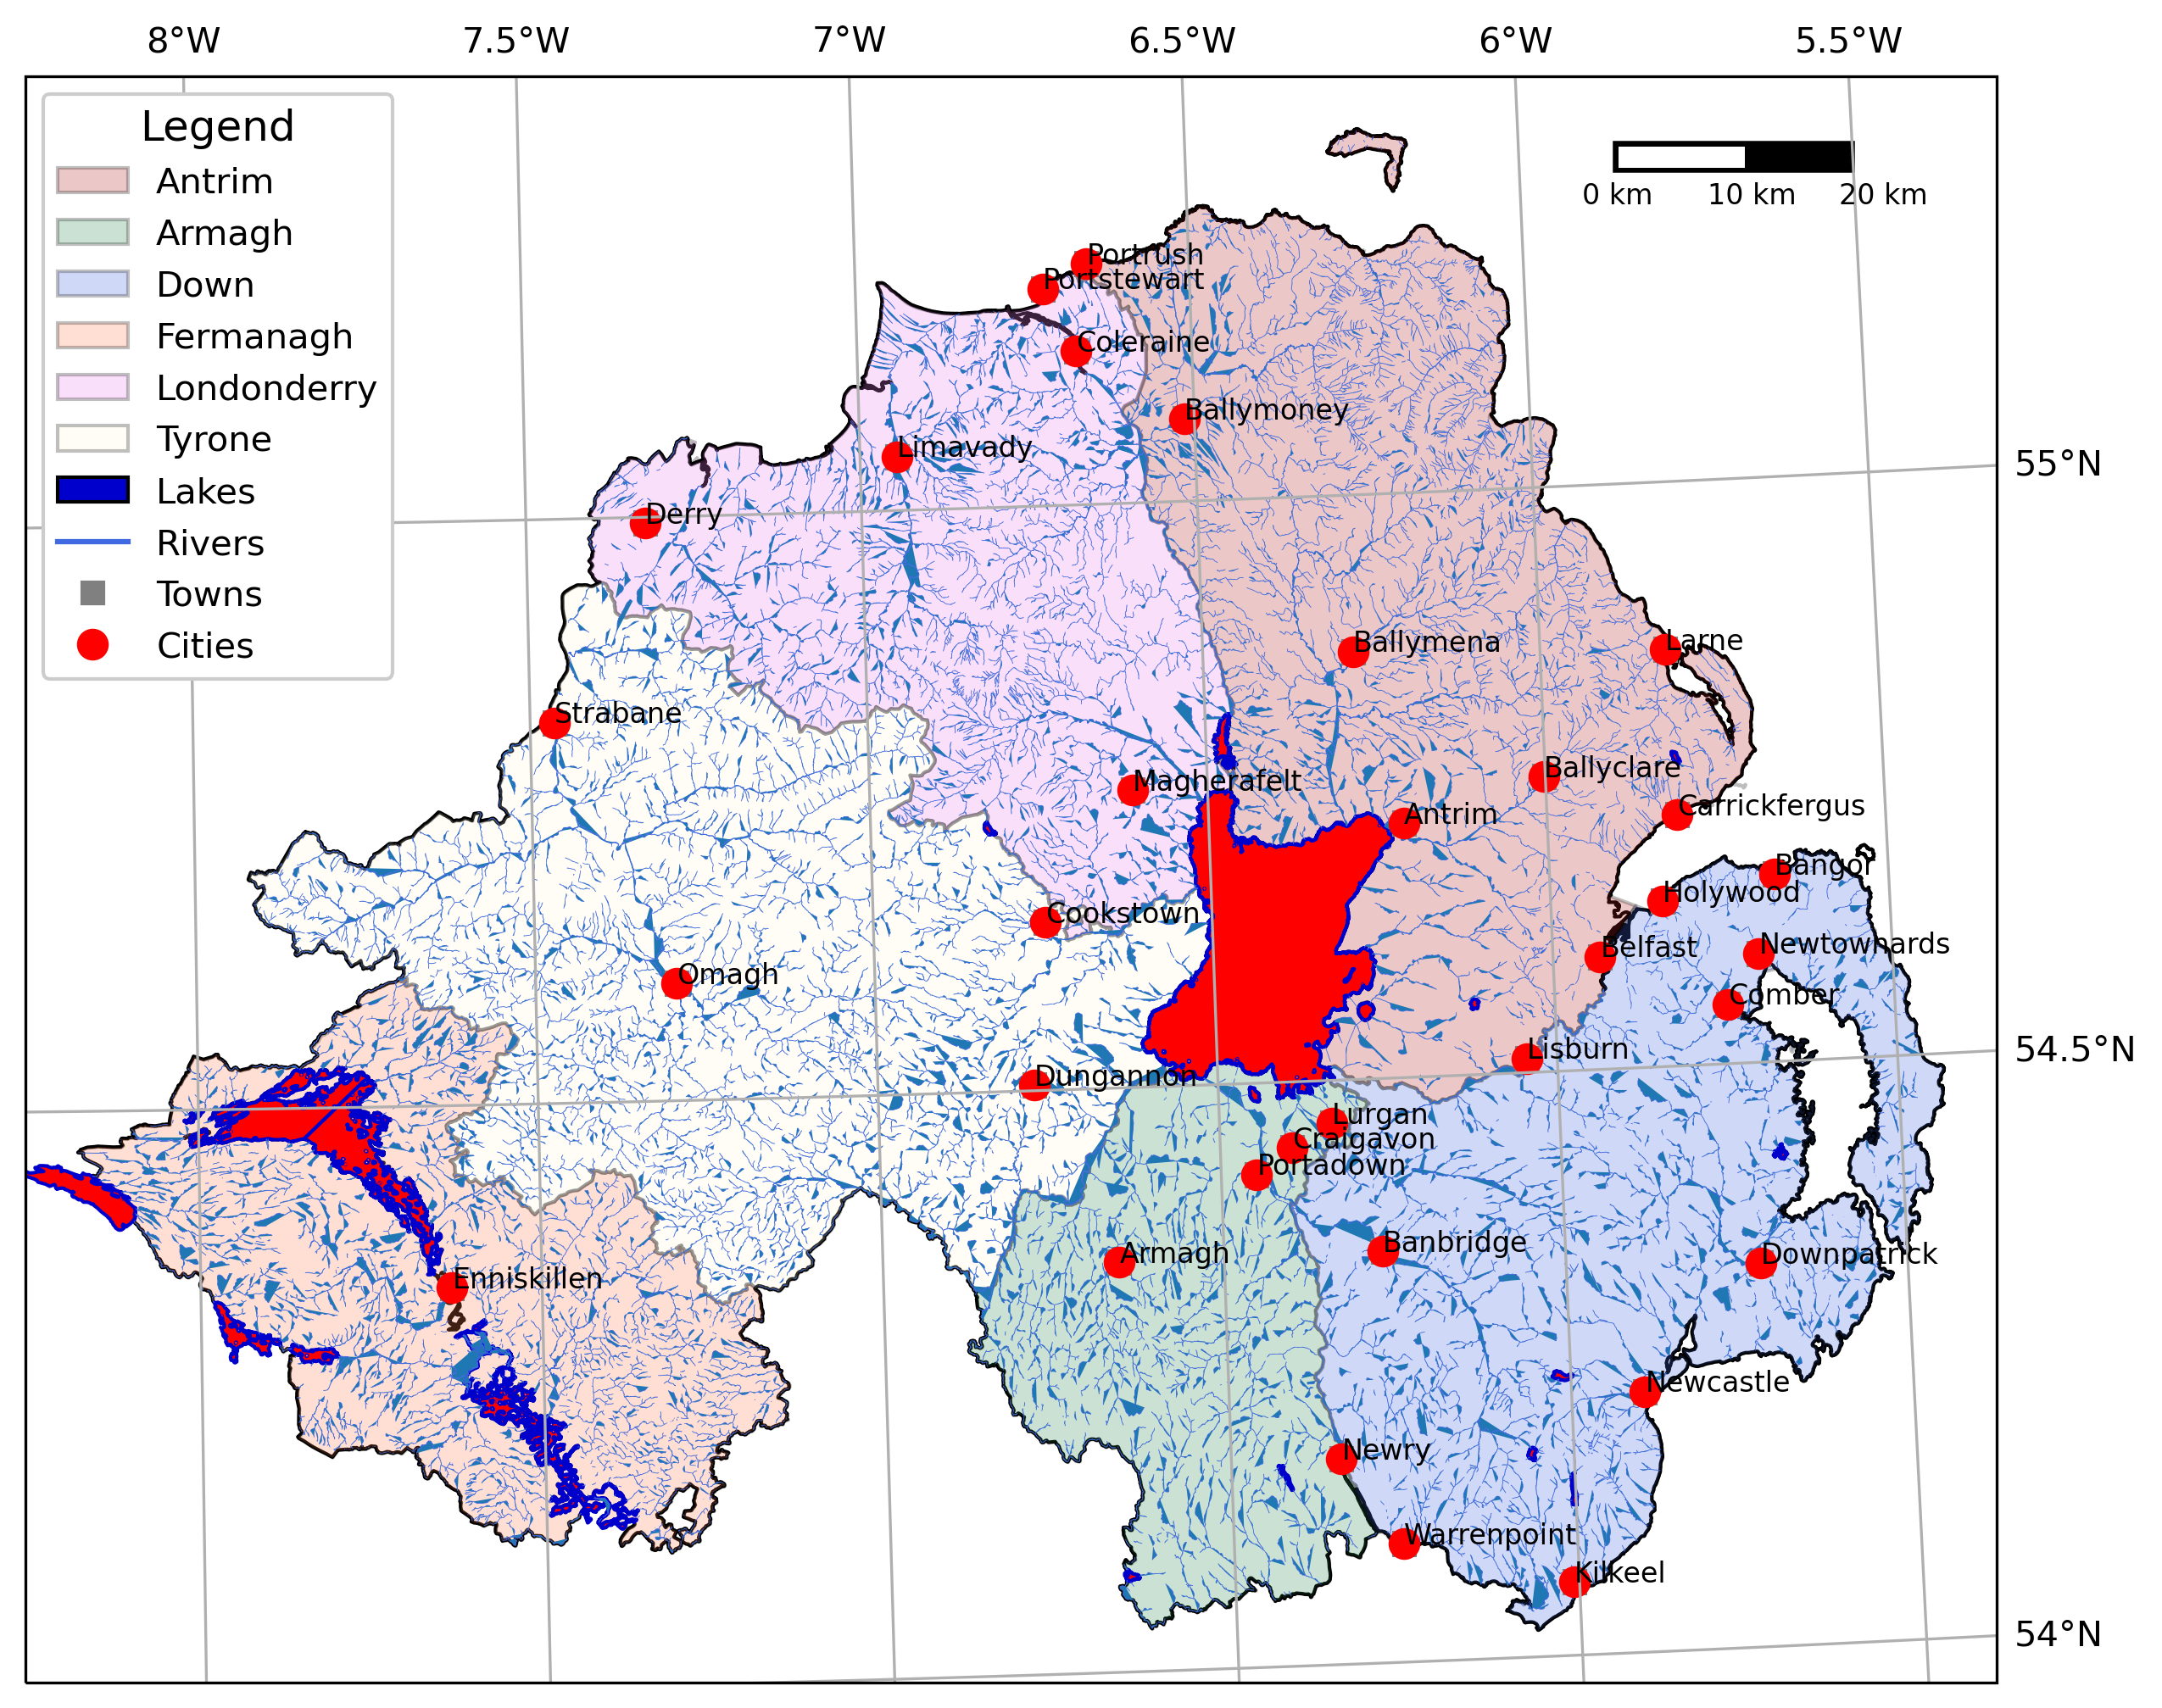 8°W 7.5°W 7°W 6.5°W 6°W 5.5°W
Legend
Antrim
Armagh
Down
Fermanagh
Londonderry
Tyrone
Lakes
Rivers
Towns
Cities
0 km 10 km 20 km
Portrush
Portstewart
Coleraine
Ballymoney
Limavady
55°N
Derry
Larne
Ballymena
Strabane
Ballyclare
Magherafelt
Carrickfergus
Antrim
Bangor
Holywood
Cookstown
Newtownards
Belfast
Omagh
Comber
54.5°N
Lisburn
Dungannon
Lurgan
Craigavon
Portadown
Banbridge
Armagh
Downpatrick
Enniskillen
Newcastle
Newry
Warrenpoint
Kilkeel
54°N